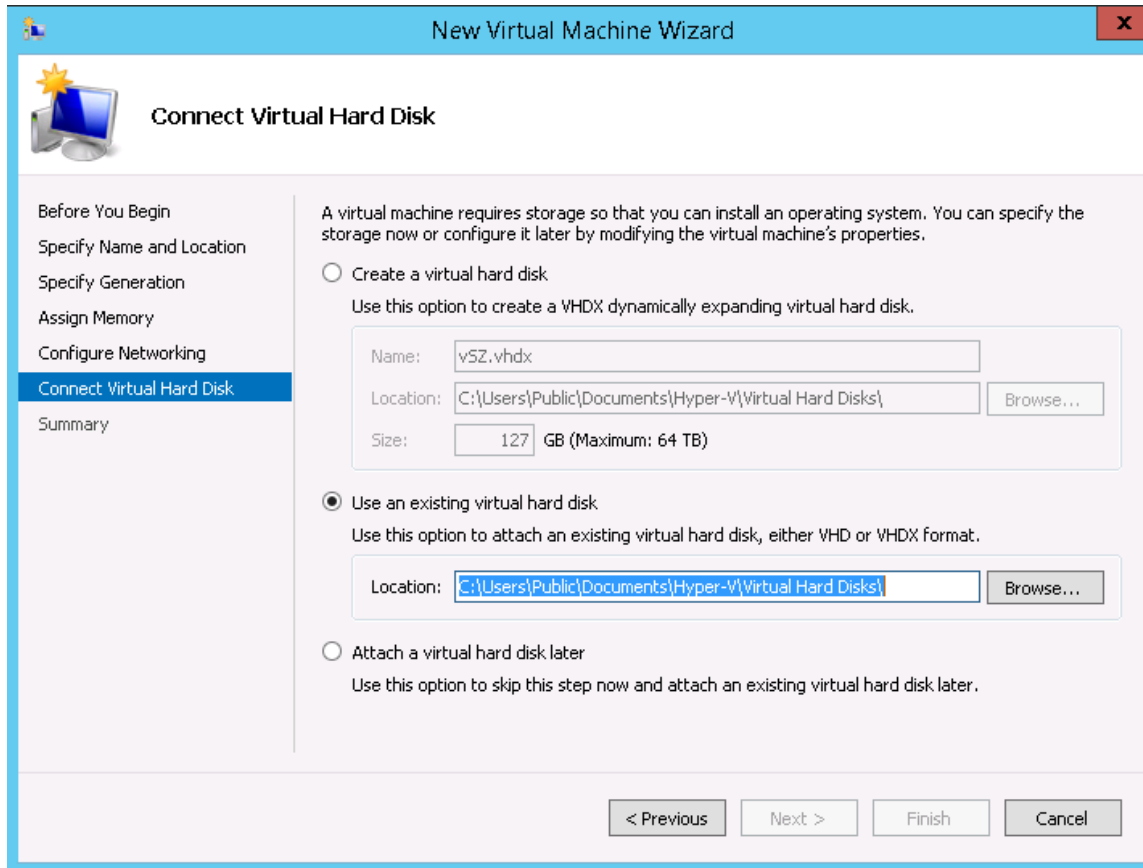 New Virtual Machine Wizard
x
Connect Virtual Hard Disk
Before You Begin
Specify Name and Location
Specify Generation
Assign Memory
Configure Networking
Connect Virtual Hard Disk
Summary
A virtual machine requires storage so that you can install an operating system. You can specify the
storage now or configure it later by modifying the virtual machine's properties.
Create a virtual hard disk
Use this option to create a VHDX dynamically expanding virtual hard disk.
Name: vSZ.vhdx
Location: C:\Users\Public\Documents\Hyper-V\Virtual Hard Disks\ Browse...
Size: 127 GB (Maximum: 64 TB)
Use an existing virtual hard disk
Use this option to attach an existing virtual hard disk, either VHD or VHDX format.
Location: C:\Users\Public\Documents\Hyper-V\Virtual Hard Disks\ Browse...
Attach a virtual hard disk later
Use this option to skip this step now and attach an existing virtual hard disk later.
< Previous Next > Finish Cancel